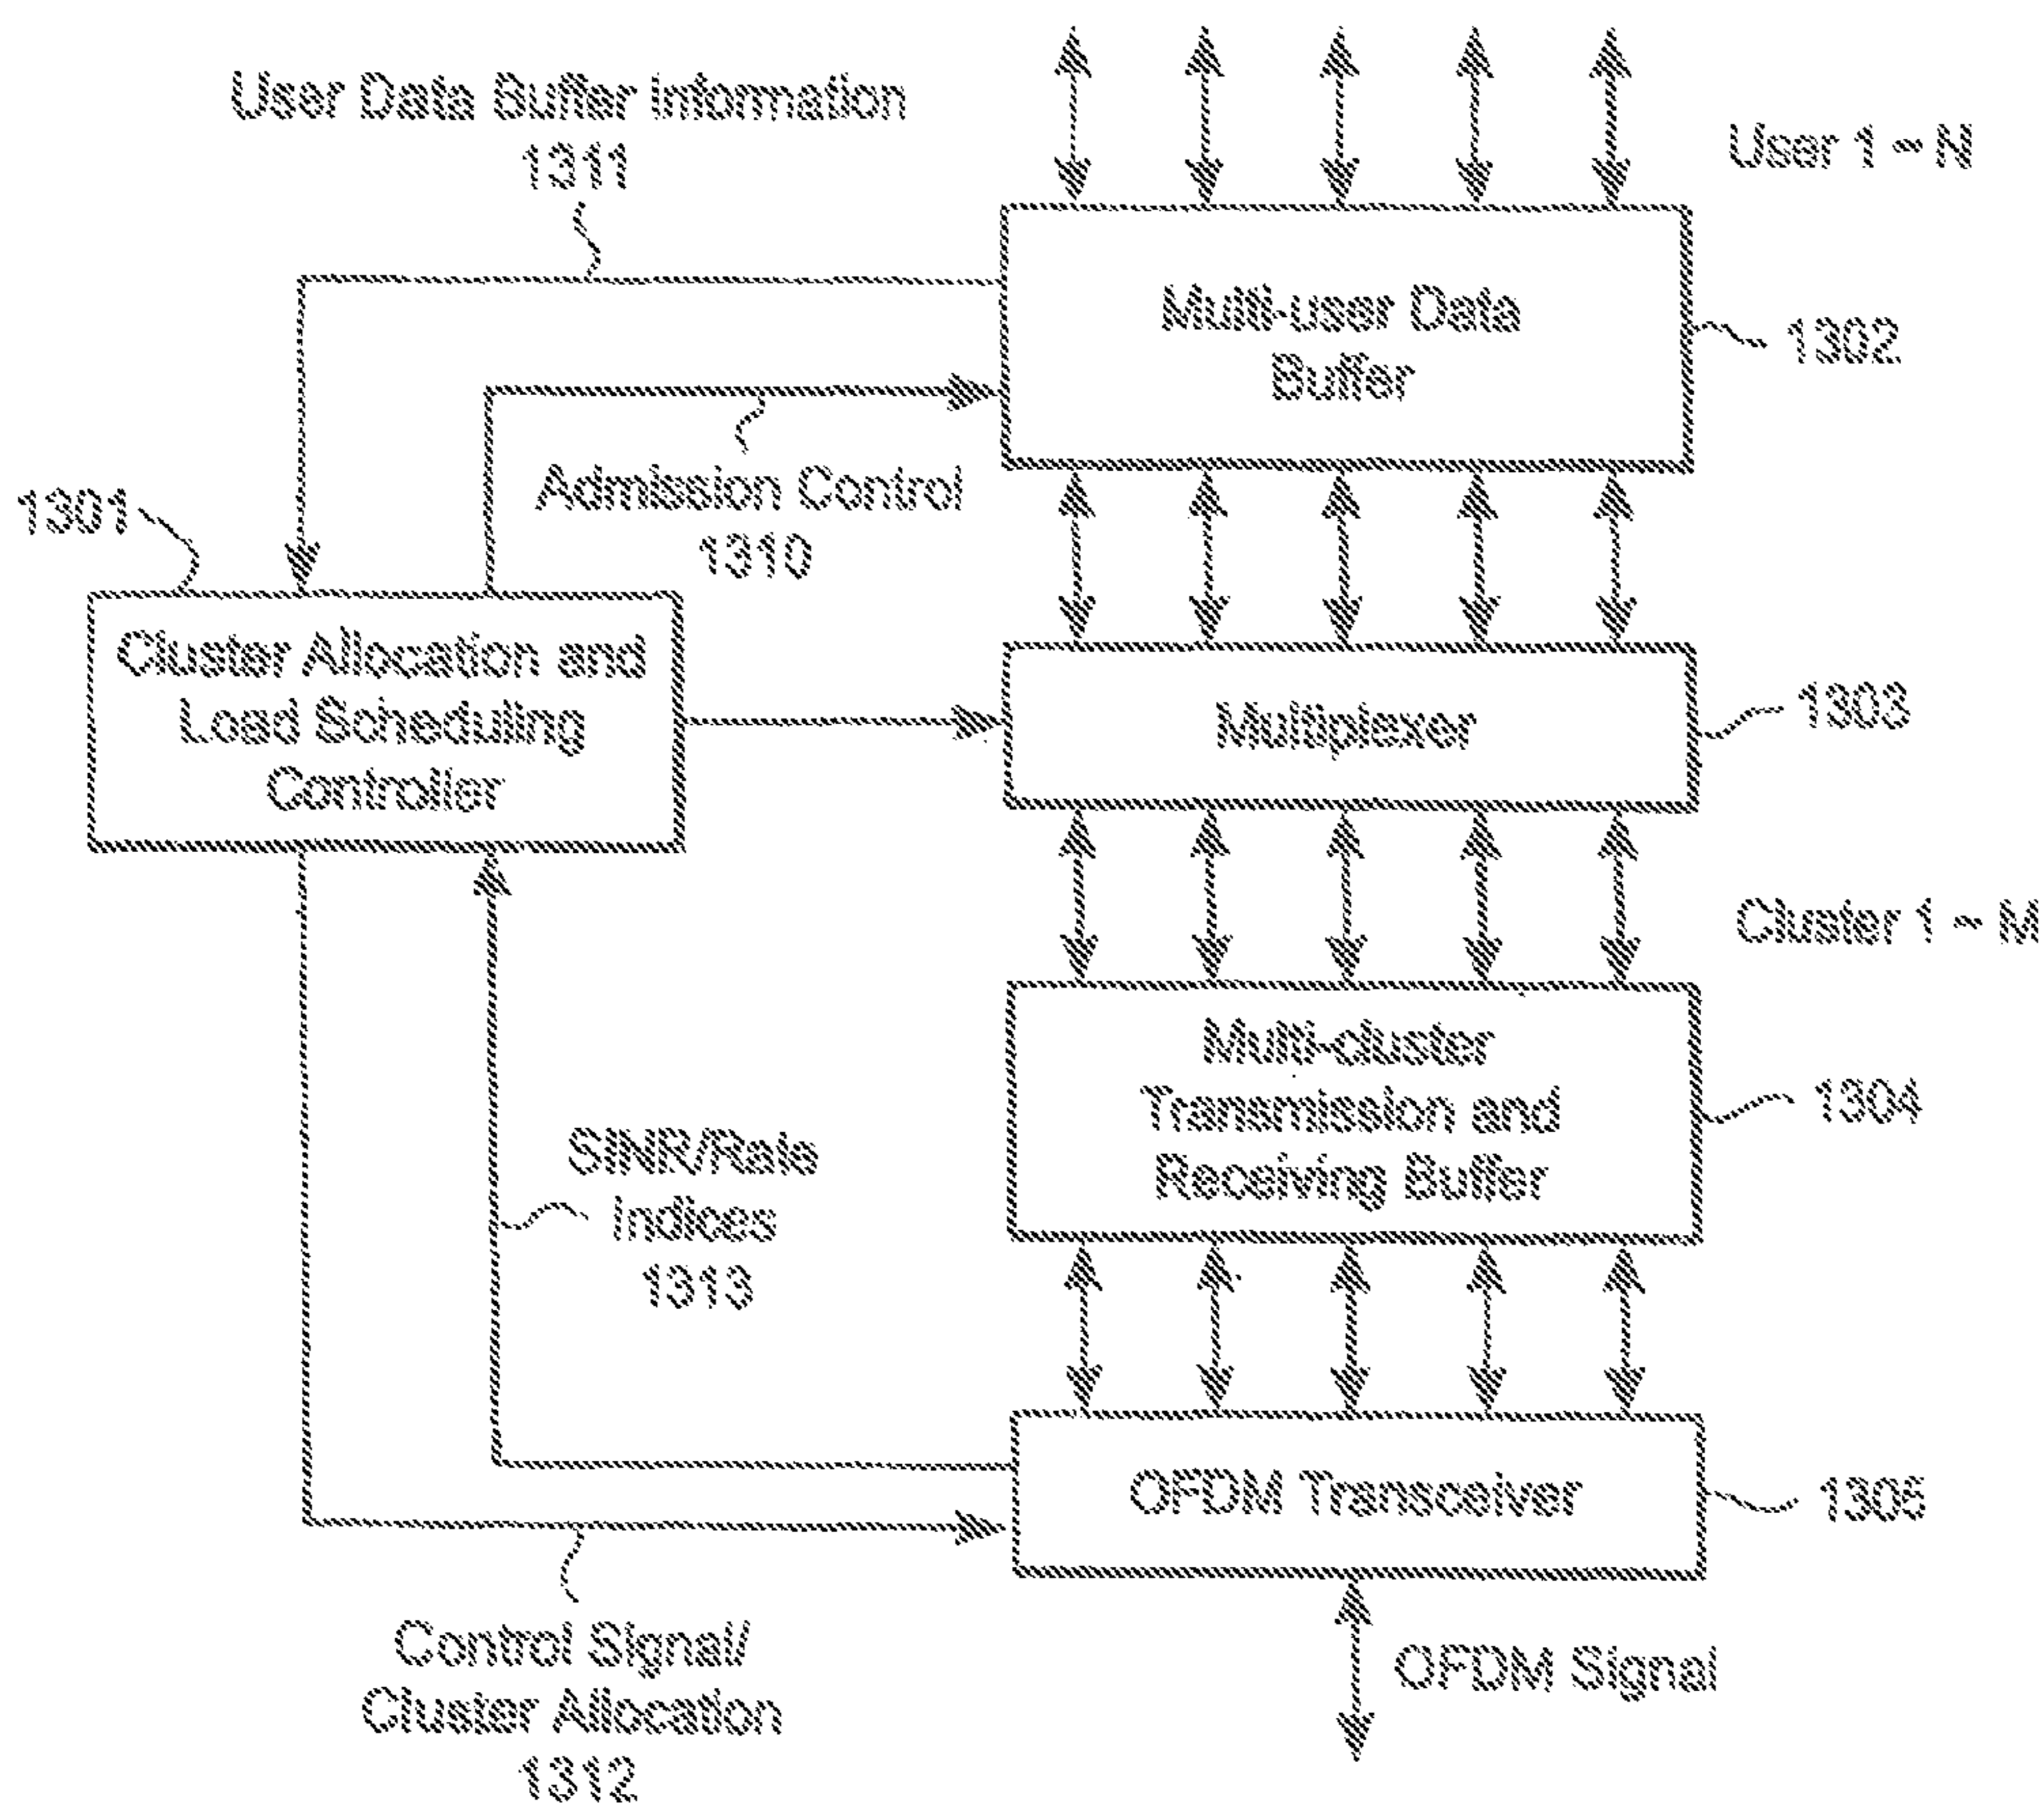 User Data Buffer Information
1311
User 1 ~ N
Multi-user Data
Buffer
1302
Admission Control
1310
1301
Cluster Allocation and
Load Scheduling
Controller
Multiplexer
1303
Cluster 1 ~ M
Multi-cluster
Transmission and
Receiving Buffer
1304
SINR/Rate
Indices
1313
OFDM Transceiver
1305
Control Signal/
Cluster Allocation
1312
OFDM Signal